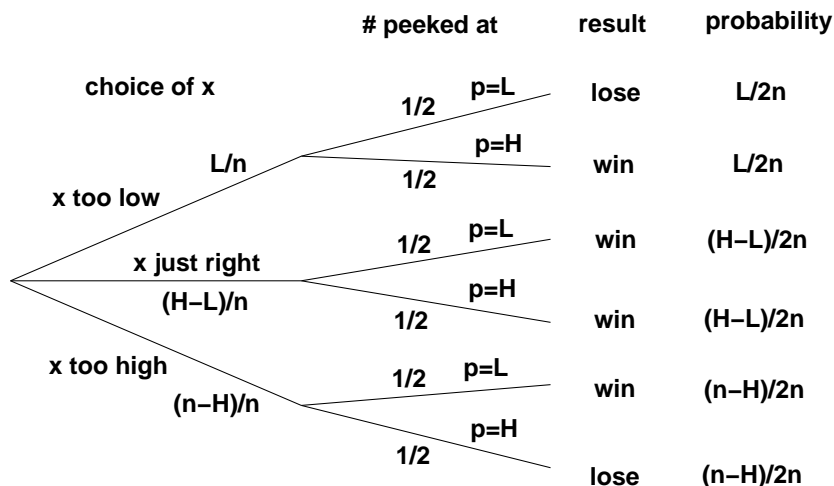 # peeked at result probability
choice of x
1/2 p=L lose L/2n
L/n p=H
1/2 win L/2n
x too low
1/2 p=L win (H−L)/2n
x just right
(H−L)/n p=H
1/2 win (H−L)/2n
x too high
1/2 p=L win (n−H)/2n
(n−H)/n p=H
1/2 lose (n−H)/2n